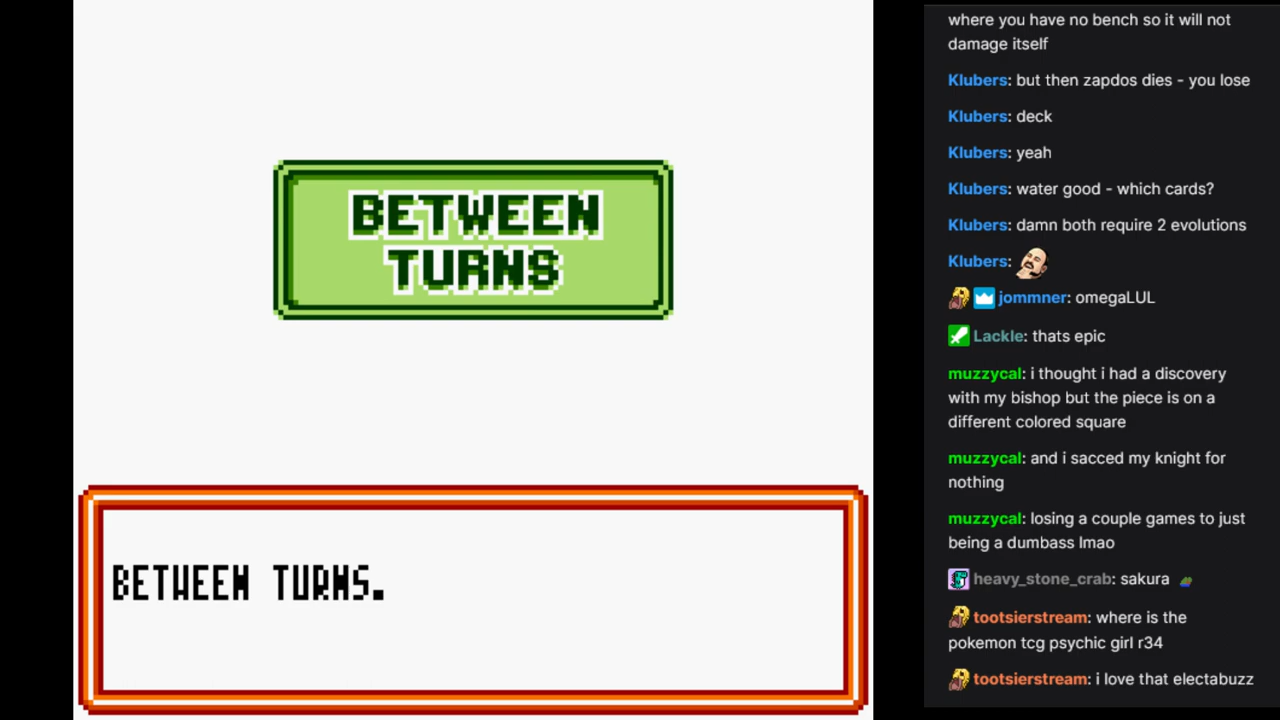 BETWEEN
TURNS
BETWEEN TURNS.
where you have no bench so it will not
damage itself
Klubers: but then zapdos dies - you lose
Klubers: deck
Klubers: yeah
Klubers: water good - which cards?
Klubers: damn both require 2 evolutions
Klubers:
jommner: omegaLUL
Lackle: thats epic
muzzycal: i thought i had a discovery
with my bishop but the piece is on a
different colored square
muzzycal: and i sacced my knight for
nothing
muzzycal: losing a couple games to just
being a dumbass lmao
heavy_stone_crab: sakura
tootsierstream: where is the
pokemon tcg psychic girl r34
tootsierstream: i love that electabuzz